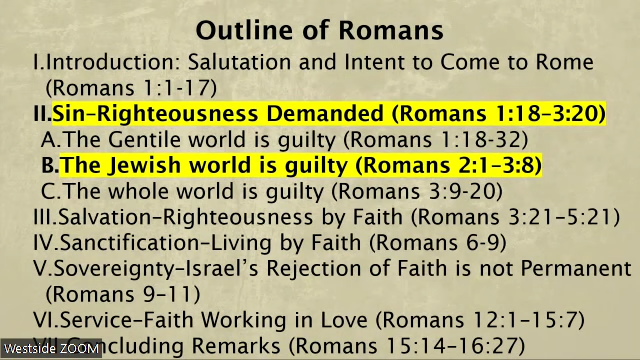 Outline of Romans
I.Introduction: Salutation and Intent to Come to Rome
(Romans 1:1-17)
II.Sin–Righteousness Demanded (Romans 1:18–3:20)
A.The Gentile world is guilty (Romans 1:18-32)
B.The Jewish world is guilty (Romans 2:1–3:8)
C.The whole world is guilty (Romans 3:9-20)
III.Salvation–Righteousness by Faith (Romans 3:21–5:21)
IV.Sanctification–Living by Faith (Romans 6-9)
V.Sovereignty–Israel’s Rejection of Faith is not Permanent
(Romans 9–11)
VI.Service–Faith Working in Love (Romans 12:1–15:7)
Remarks (Romans 15:14–16:27)
Westside ZOOM